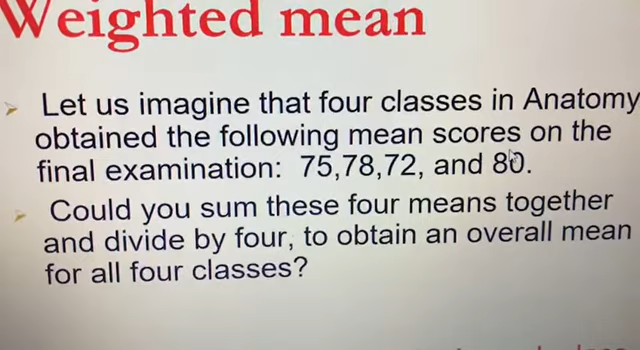 Weighted mean
Let us imagine that four classes in Anatomy
obtained the following mean scores on the
final examination: 75,78,72, and 80.
Could you sum these four means together
and divide by four, to obtain an overall mean
for all four classes?